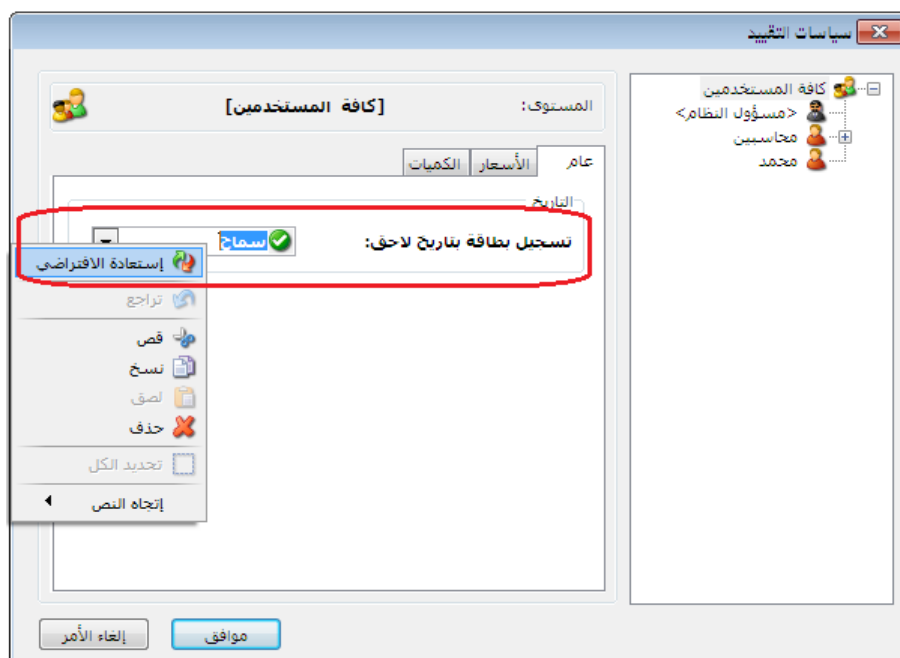 سياسات التقييد
كافة المستخدمين
<مسؤول النظام>
محاسبين
محمد
المستوى:
[كافة المستخدمين]
عام
الأسعار
الكميات
التاريخ
تسجيل بطاقة بتاريخ لاحق:
سماح
إستعادة الافتراضي
تراجع
قص
نسخ
لصق
حذف
تحديد الكل
إتجاه النص
موافق
إلغاء الأمر